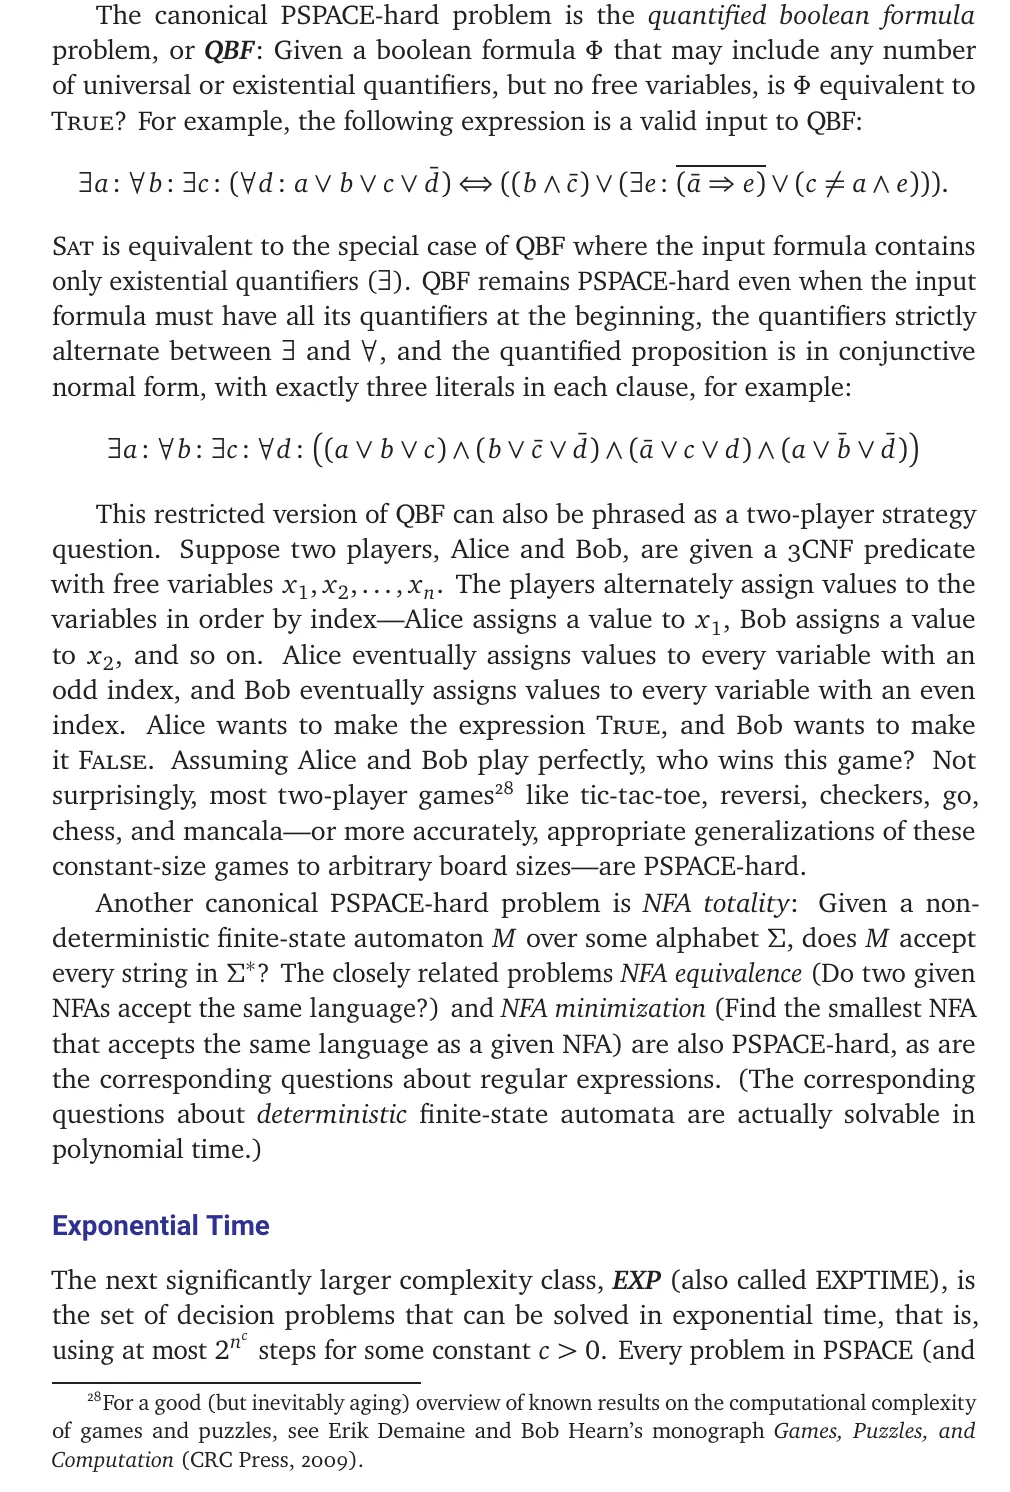 The canonical PSPACE-hard problem is the quantified boolean formula
problem, or QBF: Given a boolean formula Φ that may include any number
of universal or existential quantifiers, but no free variables, is Φ equivalent to
TRUE? For example, the following expression is a valid input to QBF:
∃a: ∀b: ∃c: (∀d: a ∨ b ∨ c ∨ d̄) ⇔ ((b ∧ c̄) ∨ (∃e: \overline{(ā ⇒ e)} ∨ (c ≠ a ∧ e))).
SAT is equivalent to the special case of QBF where the input formula contains
only existential quantifiers (∃). QBF remains PSPACE-hard even when the input
formula must have all its quantifiers at the beginning, the quantifiers strictly
alternate between ∃ and ∀, and the quantified proposition is in conjunctive
normal form, with exactly three literals in each clause, for example:
∃a: ∀b: ∃c: ∀d: ((a ∨ b ∨ c) ∧ (b ∨ c̄ ∨ d̄) ∧ (ā ∨ c ∨ d) ∧ (a ∨ b̄ ∨ d̄))
This restricted version of QBF can also be phrased as a two-player strategy
question. Suppose two players, Alice and Bob, are given a 3CNF predicate
with free variables x₁, x₂, . . . , xₙ. The players alternately assign values to the
variables in order by index—Alice assigns a value to x₁, Bob assigns a value
to x₂, and so on. Alice eventually assigns values to every variable with an
odd index, and Bob eventually assigns values to every variable with an even
index. Alice wants to make the expression TRUE, and Bob wants to make
it FALSE. Assuming Alice and Bob play perfectly, who wins this game? Not
surprisingly, most two-player games²⁸ like tic-tac-toe, reversi, checkers, go,
chess, and mancala—or more accurately, appropriate generalizations of these
constant-size games to arbitrary board sizes—are PSPACE-hard.
Another canonical PSPACE-hard problem is NFA totality: Given a non-
deterministic finite-state automaton M over some alphabet Σ, does M accept
every string in Σ*? The closely related problems NFA equivalence (Do two given
NFAs accept the same language?) and NFA minimization (Find the smallest NFA
that accepts the same language as a given NFA) are also PSPACE-hard, as are
the corresponding questions about regular expressions. (The corresponding
questions about deterministic finite-state automata are actually solvable in
polynomial time.)
Exponential Time
The next significantly larger complexity class, EXP (also called EXPTIME), is
the set of decision problems that can be solved in exponential time, that is,
using at most 2^{n^c} steps for some constant c > 0. Every problem in PSPACE (and
²⁸For a good (but inevitably aging) overview of known results on the computational complexity
of games and puzzles, see Erik Demaine and Bob Hearn's monograph Games, Puzzles, and
Computation (CRC Press, 2009).